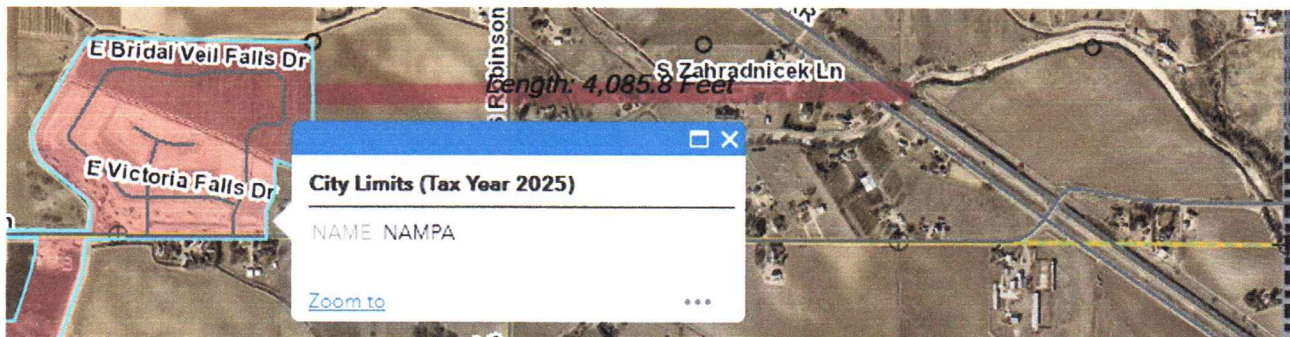 E Bridal Veil Falls Dr
S Zahradnicek Ln
Length: 4,085.8 Feet
E Victoria Falls Dr
City Limits (Tax Year 2025)
NAME NAMPA
Zoom to